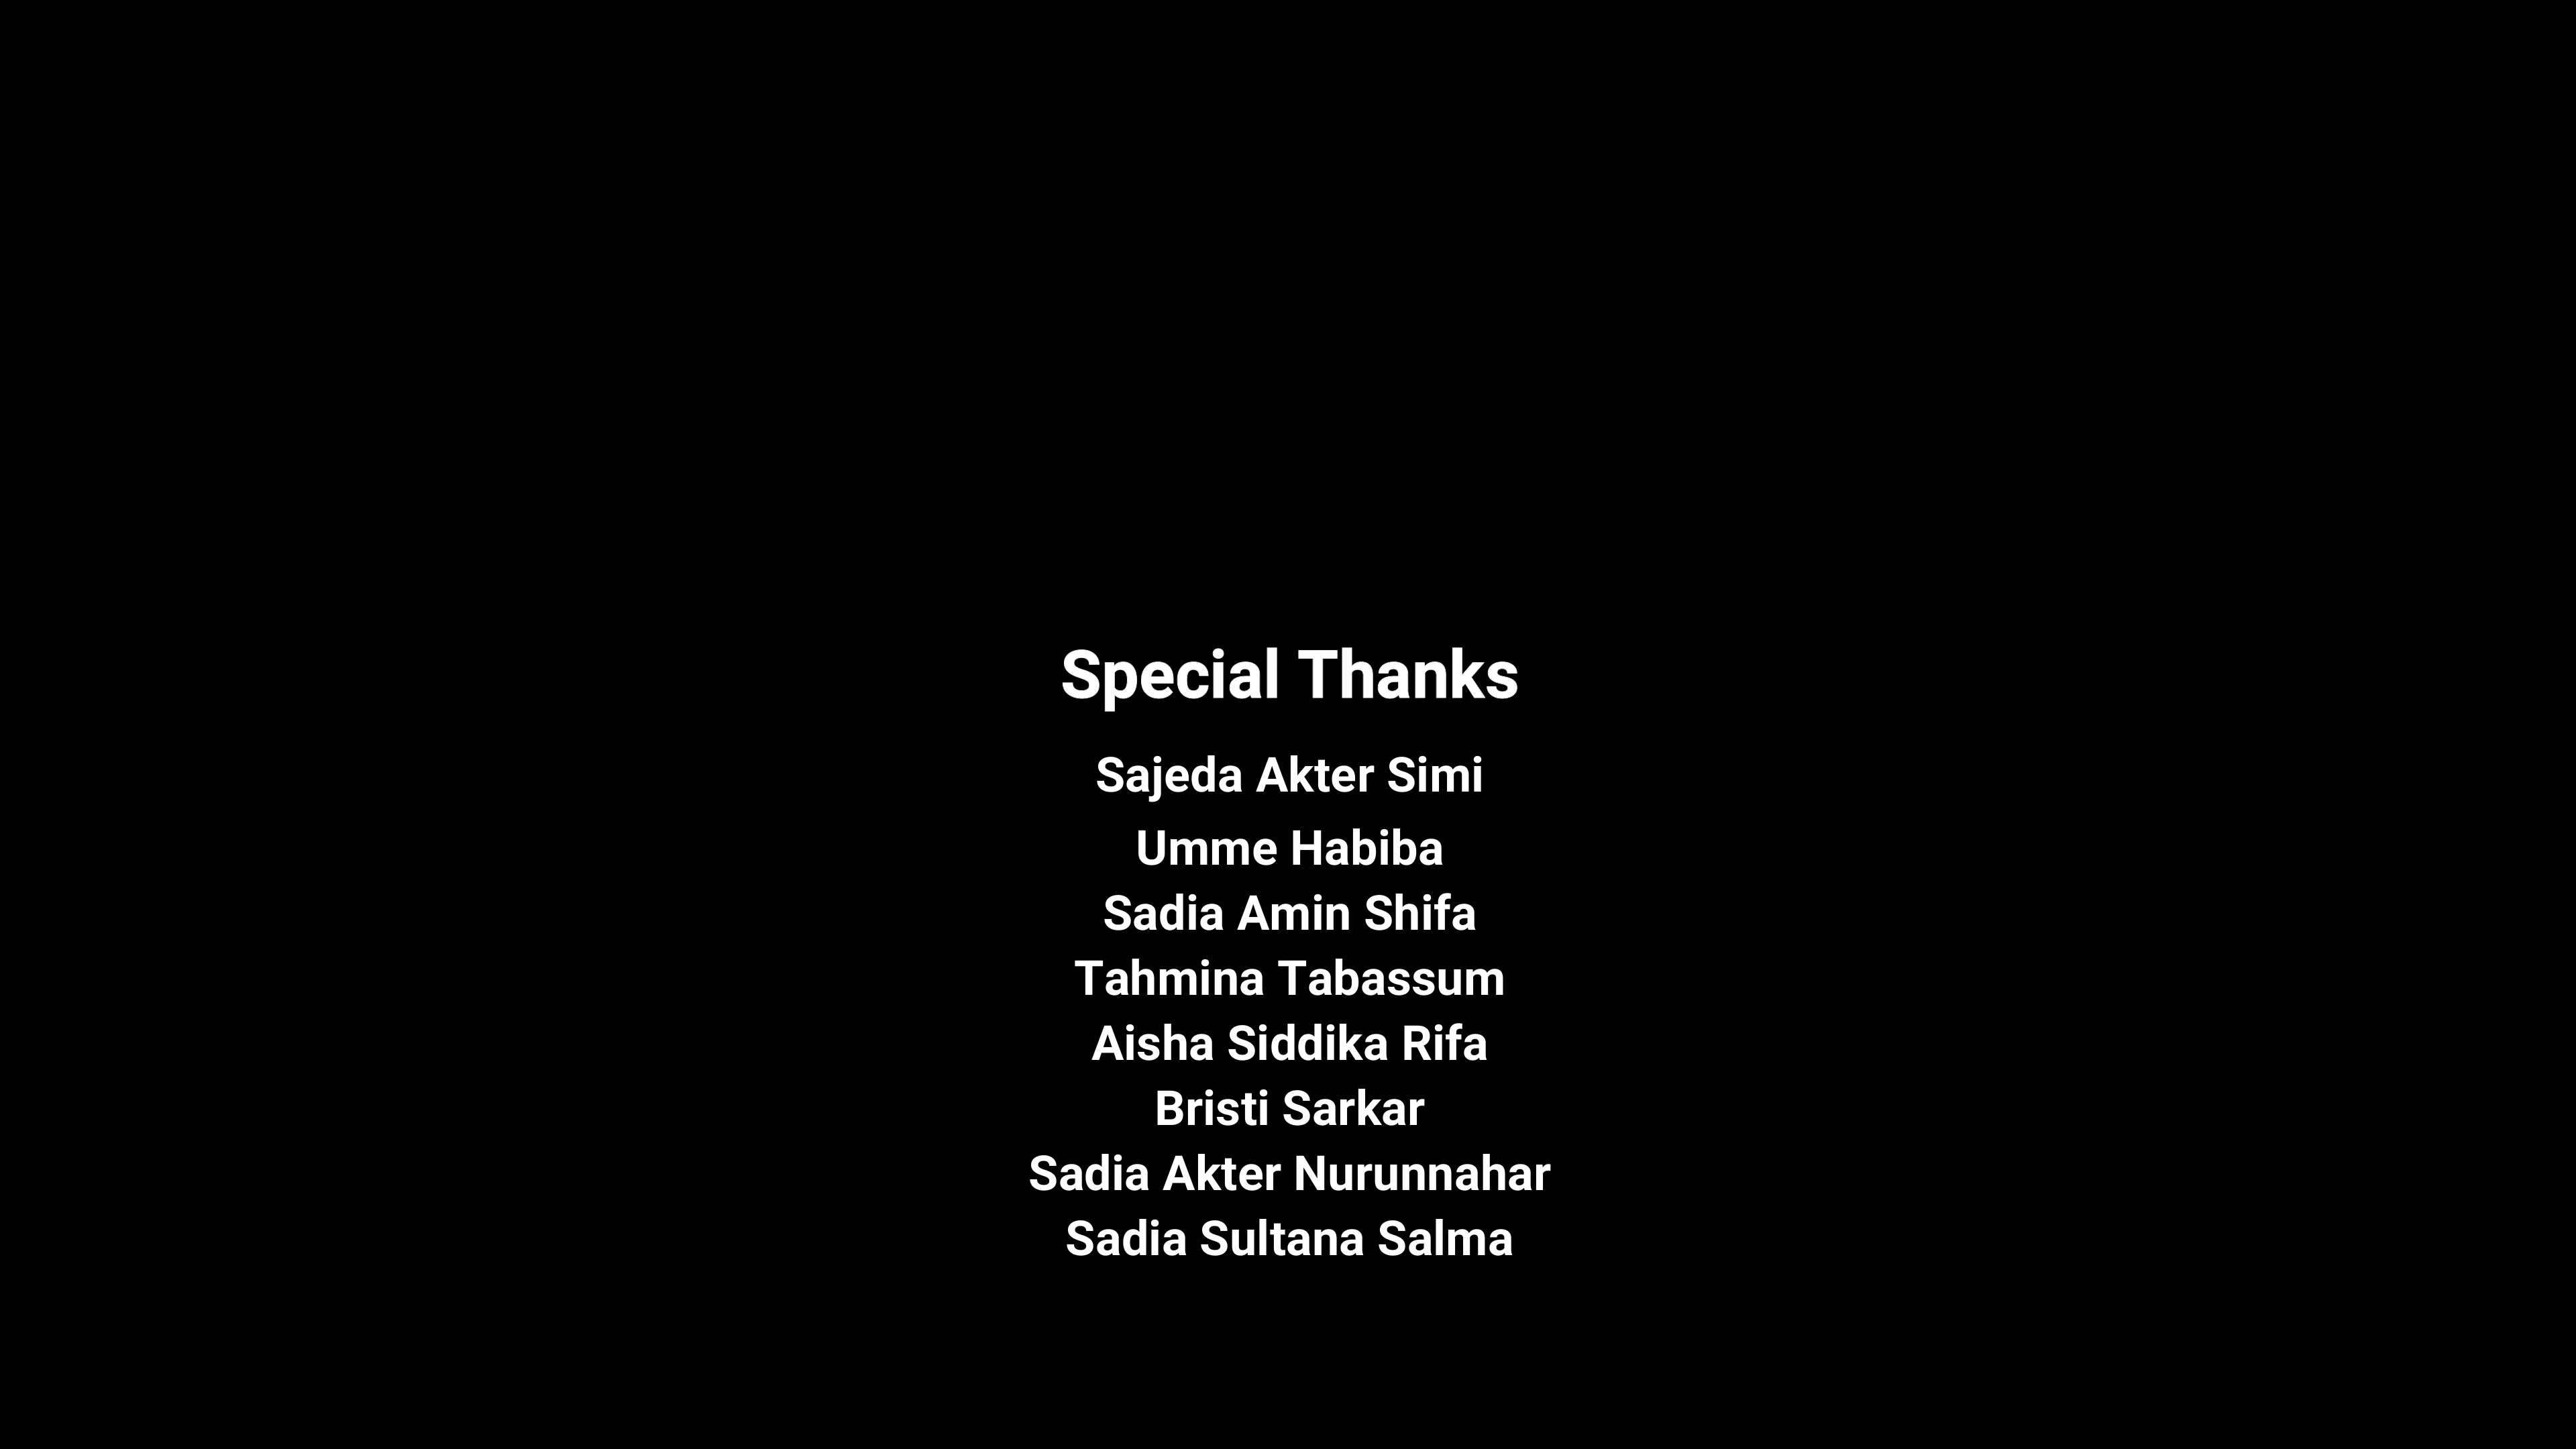 Special Thanks
Sajeda Akter Simi
Umme Habiba
Sadia Amin Shifa
Tahmina Tabassum
Aisha Siddika Rifa
Bristi Sarkar
Sadia Akter Nurunnahar
Sadia Sultana Salma